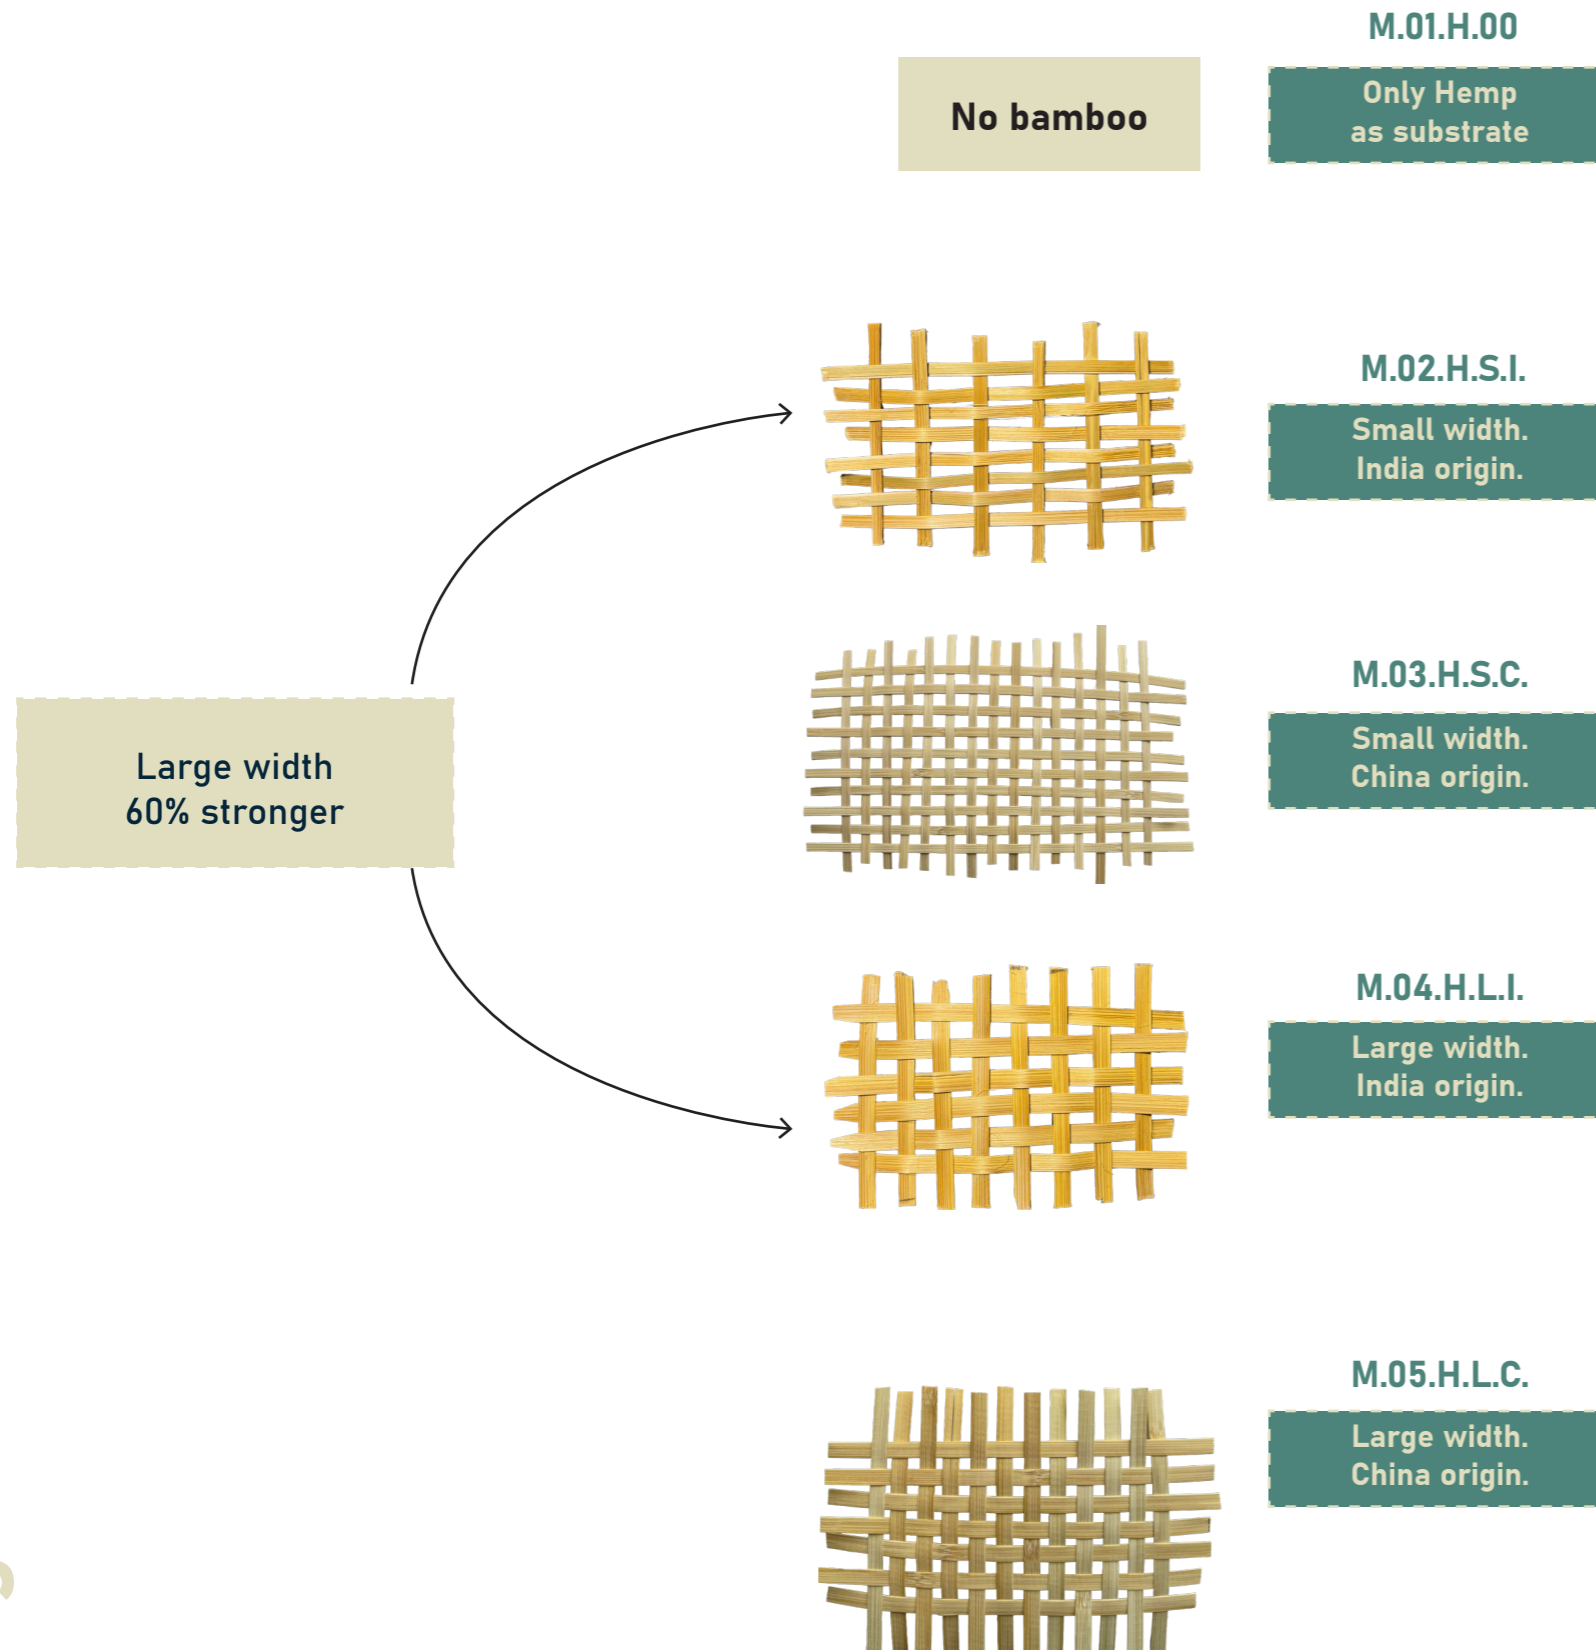 M.01.H.00
No bamboo
Only Hemp
as substrate
M.02.H.S.I.
Small width.
India origin.
M.03.H.S.C.
Small width.
China origin.
Large width
60% stronger
M.04.H.L.I.
Large width.
India origin.
M.05.H.L.C.
Large width.
China origin.